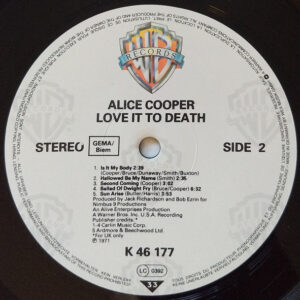 RECORDS
ALICE COOPER
LOVE IT TO DEATH
STEREO
GEMA/
Biem
SIDE 2
1. Is It My Body 2:39
(Cooper/Bruce/Dunaway/Smith/Buxton)
2. Hallowed Be My Name (Smith) 2:35
3. Second Coming (Cooper) 3:02
4. Ballad Of Dwight Fry (Bruce/Cooper) 6:32
5. Sun Arise (Butler/Harris) 3:53
Produced by Jack Richardson and Bob Ezrin for
Nimbus 9 Productions
An Alive Enterprises Production
A Warner Bros. Inc. U.S.A. Recording
Publisher credits:*
1-4 Carlin Music Corp.
5 Ardmore & Beechwood Ltd.
*For UK only
℗ 1971
K 46 177
LC 0392
33